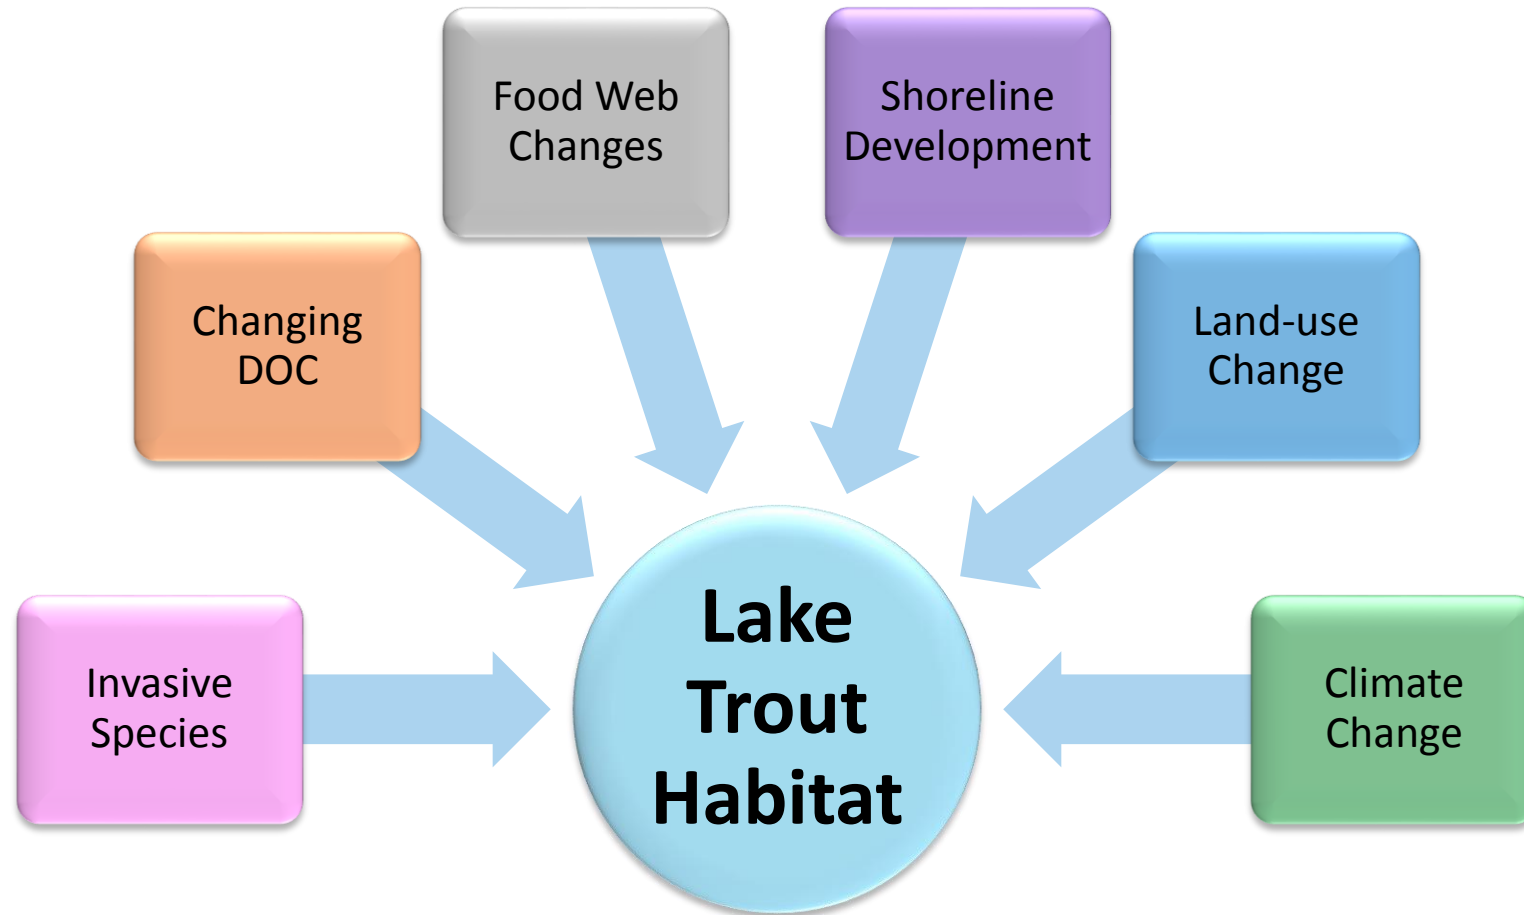 Food Web
Changes
Shoreline
Development
Changing
DOC
Land-use
Change
Invasive
Species
Lake
Trout
Habitat
Climate
Change